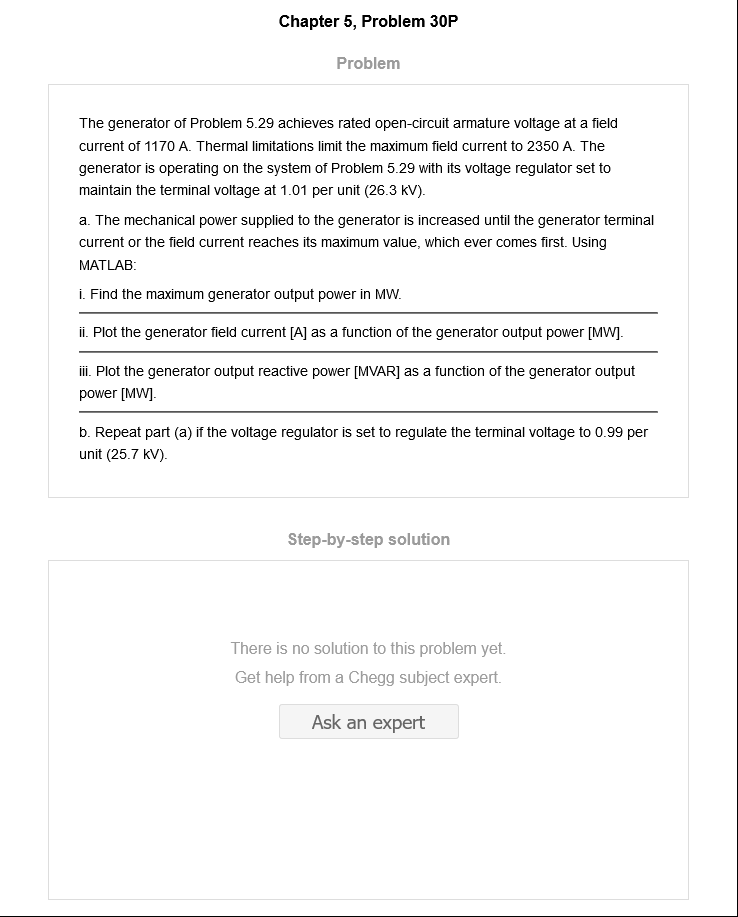 Chapter 5, Problem 30P
Problem
The generator of Problem 5.29 achieves rated open-circuit armature voltage at a field
current of 1170 A. Thermal limitations limit the maximum field current to 2350 A. The
generator is operating on the system of Problem 5.29 with its voltage regulator set to
maintain the terminal voltage at 1.01 per unit (26.3 kV).
a. The mechanical power supplied to the generator is increased until the generator terminal
current or the field current reaches its maximum value, which ever comes first. Using
MATLAB:
i. Find the maximum generator output power in MW.
ii. Plot the generator field current [A] as a function of the generator output power [MW].
iii. Plot the generator output reactive power [MVAR] as a function of the generator output
power [MW].
b. Repeat part (a) if the voltage regulator is set to regulate the terminal voltage to 0.99 per
unit (25.7 kV).
Step-by-step solution
There is no solution to this problem yet.
Get help from a Chegg subject expert.
Ask an expert